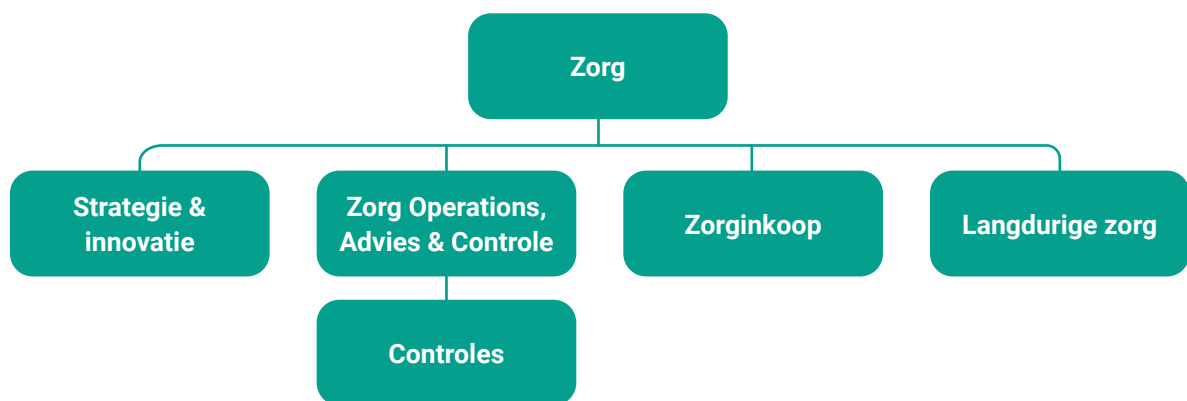 Zorg
Strategie &
innovatie
Zorg Operations,
Advies & Controle
Zorginkoop
Langdurige zorg
Controles